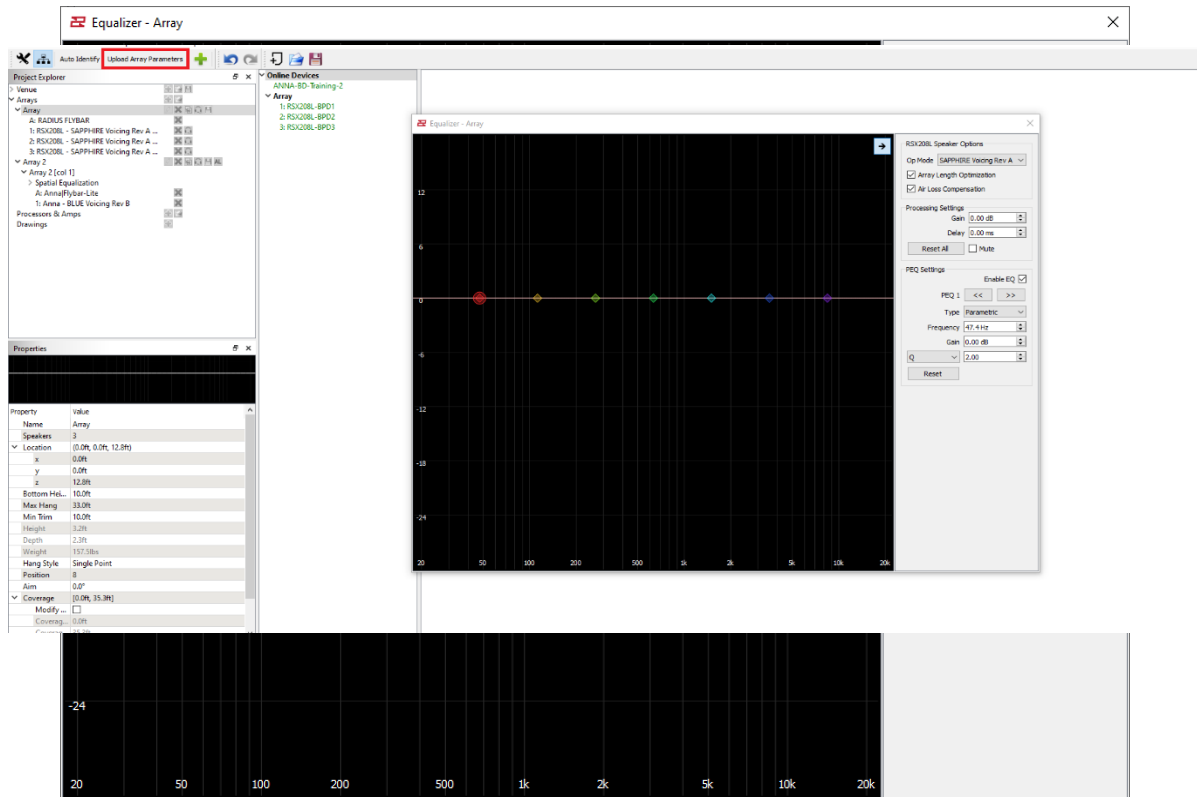 Equalizer - Array
Auto Identify Upload Array Parameters
Project Explorer
Venue
Arrays
Array
A: RADIUS FLYBAR
1: RSX208L - SAPPHIRE Voicing Rev A ...
2: RSX208L - SAPPHIRE Voicing Rev A ...
3: RSX208L - SAPPHIRE Voicing Rev A ...
Array 2
Array 2 [col 1]
Spatial Equalization
A: Anna|Flybar-Lite
1: Anna - BLUE Voicing Rev B
Processors & Amps
Drawings
Online Devices
ANNA-BD-Training-2
Array
1: RSX208L-BPD1
2: RSX208L-BPD2
3: RSX208L-BPD3
Equalizer - Array
12
6
0
-6
-12
-18
-24
20 50 100 200 500 1k 2k 5k 10k 20k
RSX208L Speaker Options
Op Mode SAPPHIRE Voicing Rev A
Array Length Optimization
Air Loss Compensation
Processing Settings
Gain 0.00 dB
Delay 0.00 ms
Reset All Mute
PEQ Settings
Enable EQ
PEQ 1 << >>
Type Parametric
Frequency 47.4 Hz
Gain 0.00 dB
Q 2.00
Reset
Properties
Property Value
Name Array
Speakers 3
Location (0.0ft, 0.0ft, 12.8ft)
x 0.0ft
y 0.0ft
z 12.8ft
Bottom Hei... 10.0ft
Max Hang 33.0ft
Min Trim 10.0ft
Height 3.2ft
Depth 2.3ft
Weight 157.5lbs
Hang Style Single Point
Position 8
Aim 0.0°
Coverage [0.0ft, 35.3ft]
Modify ...
Coverag... 0.0ft
-24
20 50 100 200 500 1k 2k 5k 10k 20k